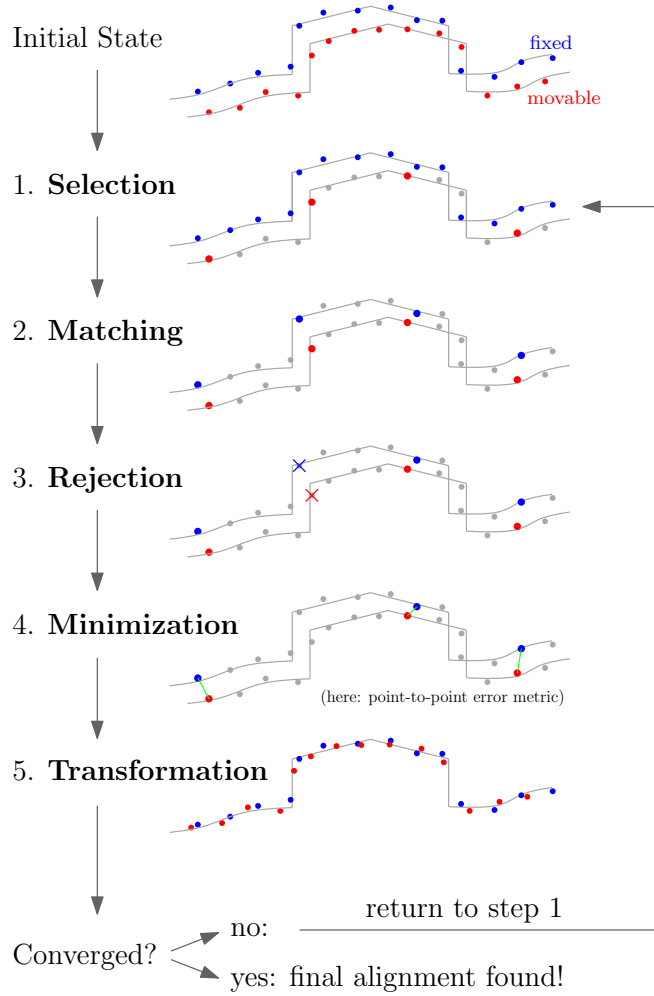 Initial State
fixed
movable
1. Selection
2. Matching
3. Rejection
4. Minimization
(here: point-to-point error metric)
5. Transformation
return to step 1
no:
Converged?
yes: final alignment found!